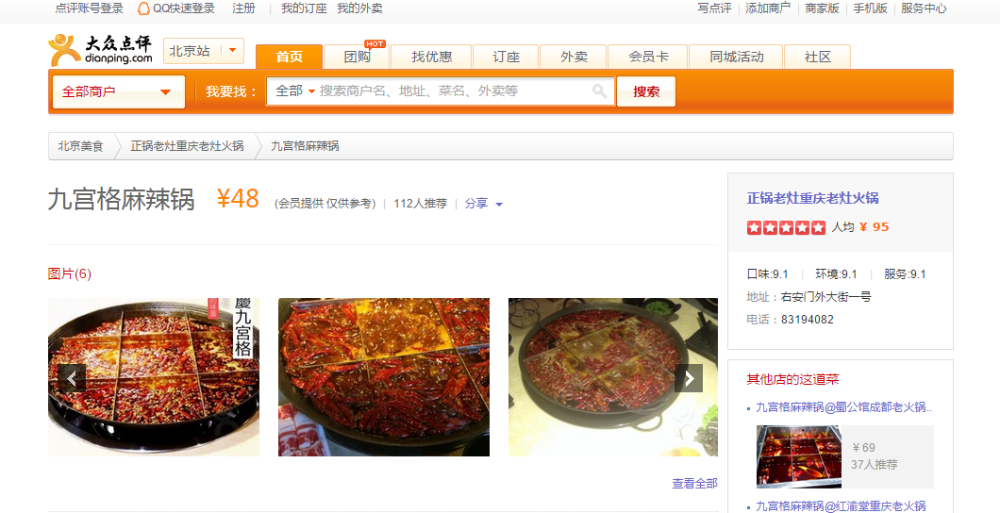 点评账号登录 QQ快速登录 注册 | 我的订座 我的外卖 写点评 | 添加商户 | 商家版 | 手机版 | 服务中心
大众点评 dianping.com 北京站
首页 团购 HOT 找优惠 订座 外卖 会员卡 同城活动 社区
全部商户 我要找： 全部 搜索商户名、地址、菜名、外卖等 搜索
北京美食 正锅老灶重庆老灶火锅 九宫格麻辣锅
九宫格麻辣锅 ¥48 (会员提供 仅供参考) | 112人推荐 | 分享
图片(6)
慶九宮格
查看全部
正锅老灶重庆老灶火锅
人均 ¥ 95
口味:9.1 | 环境:9.1 | 服务:9.1
地址：右安门外大街一号
电话：83194082
其他店的这道菜
九宫格麻辣锅@蜀公馆成都老火锅..
¥ 69
37人推荐
九宫格麻辣锅@红渝堂重庆老火锅